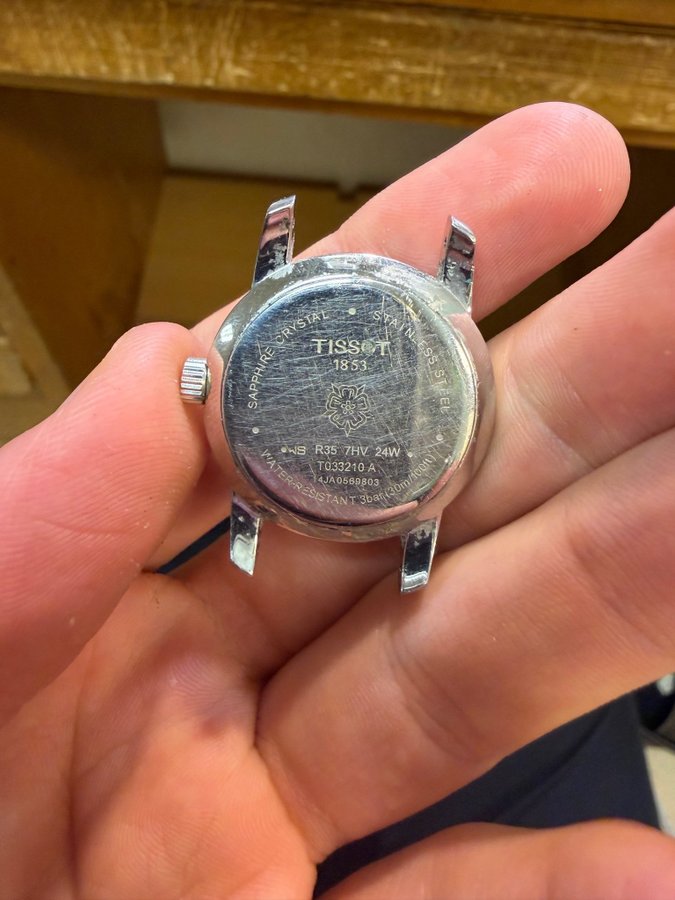 SAPPHIRE CRYSTAL • STAINLESS STEEL
TISSOT
1853
R35 7HV 24W
T033210 A
14JA0569803
WATER-RESISTANT 3bar (30m/100ft)